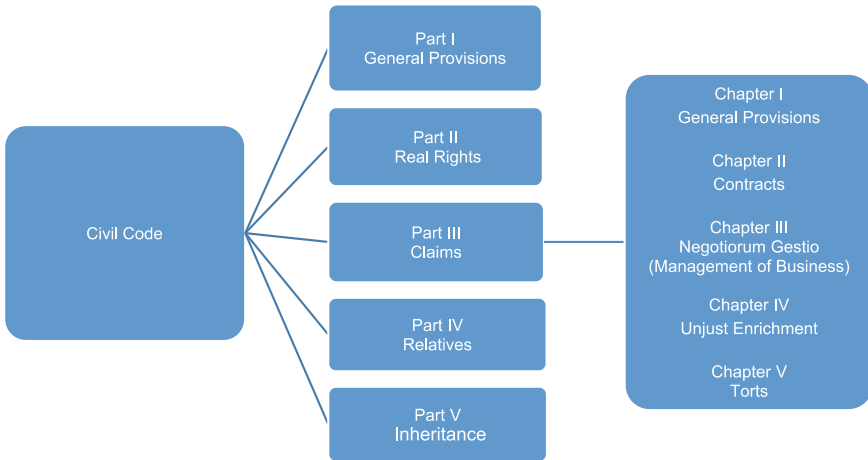 Civil Code
Part I
General Provisions
Part II
Real Rights
Part III
Claims
Part IV
Relatives
Part V
Inheritance
Chapter I
General Provisions
Chapter II
Contracts
Chapter III
Negotiorum Gestio
(Management of Business)
Chapter IV
Unjust Enrichment
Chapter V
Torts